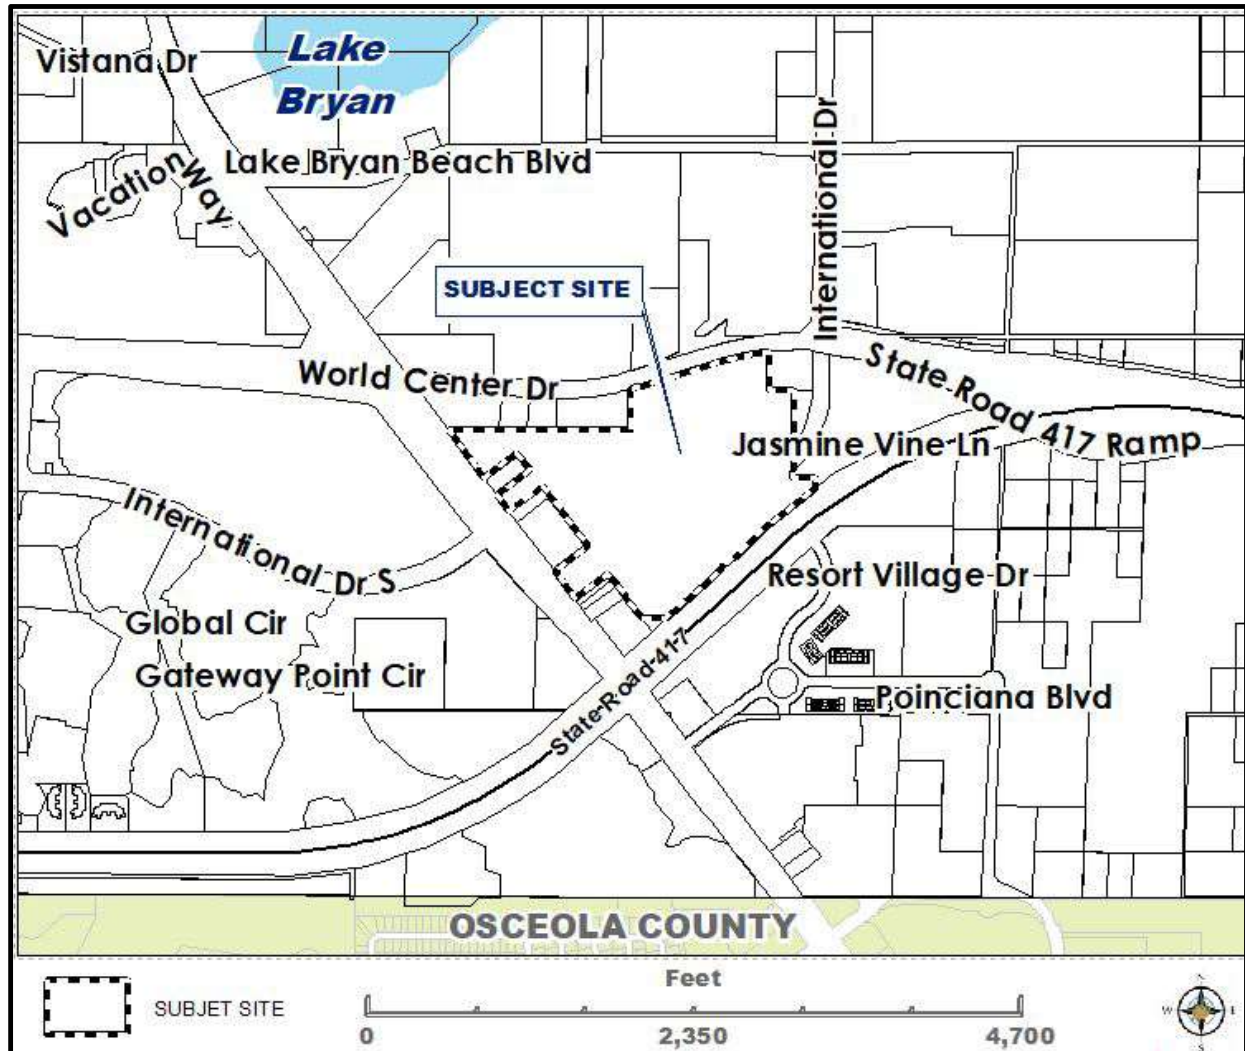 Lake
Bryan
Vistana Dr
International Dr
Lake Bryan Beach Blvd
Vacation Way
SUBJECT SITE
World Center Dr
State Road 417 Ramp
Jasmine Vine Ln
International Dr S
Resort Village Dr
Global Cir
Gateway Point Cir
State Road 417
Poinciana Blvd
OSCEOLA COUNTY
Feet
SUBJET SITE
0 2,350 4,700
N
W E
S